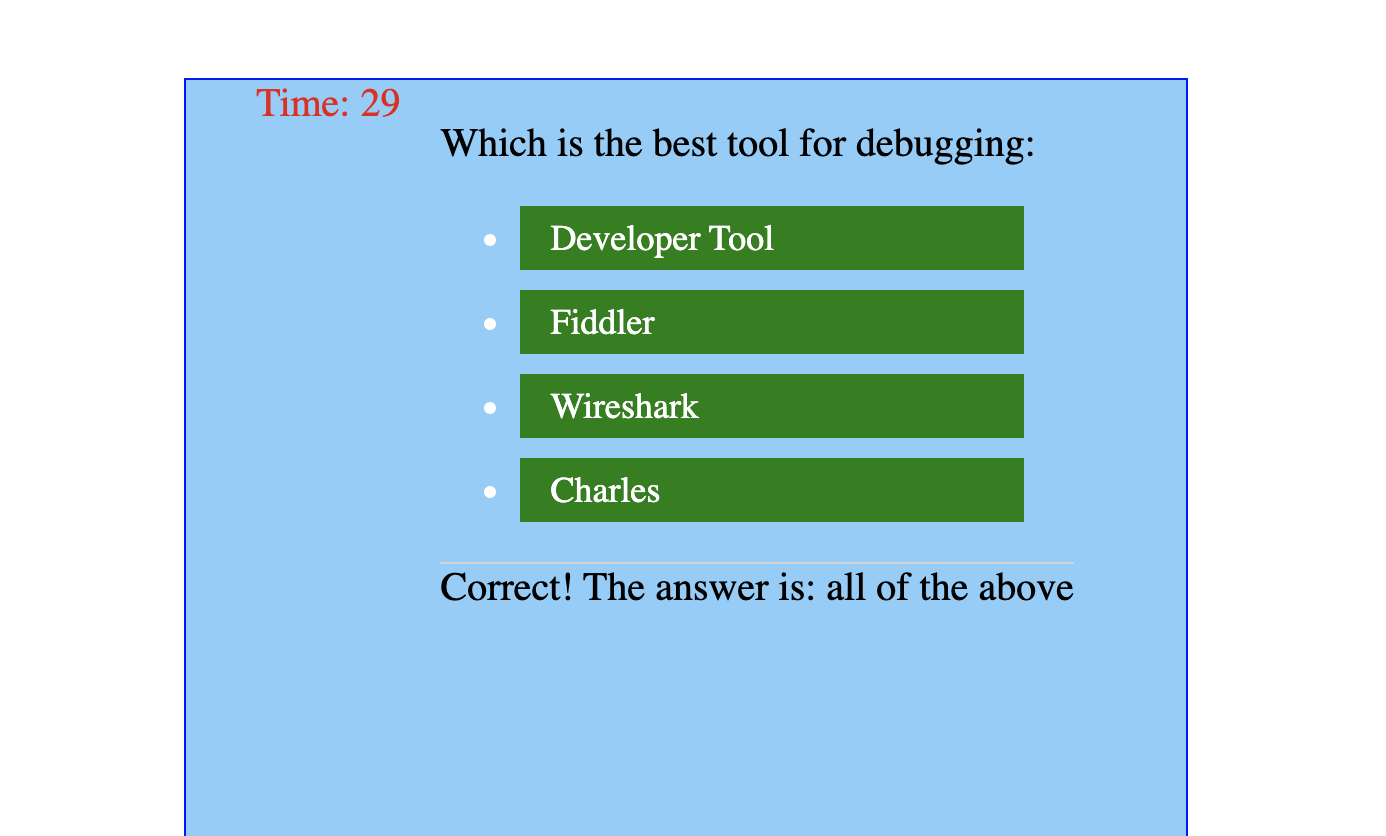 Time: 29
Which is the best tool for debugging:
Developer Tool
Fiddler
Wireshark
Charles
Correct! The answer is: all of the above